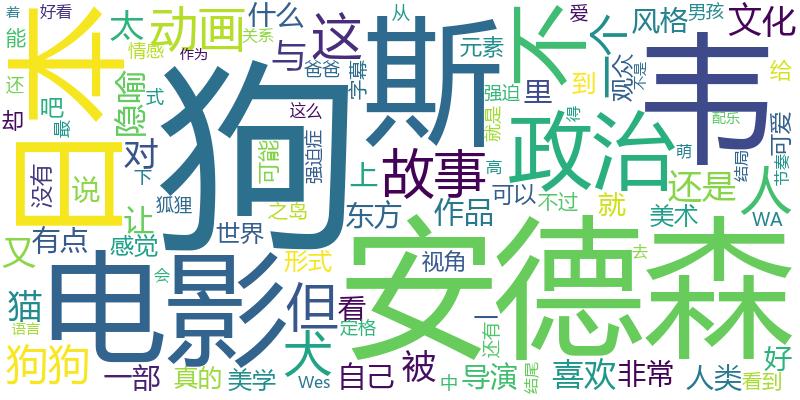 着 好看 本 动画 什么 太 从 爱 男孩
能 情感 关系 这 斯 不 个 风格 文化
还 作为 与 爸爸 元素 观众 韦
式 隐喻 字幕 强迫 里 到 不是 给
却 吧 最 日 狗 这么 就是 得 配乐
没有 说 对 可能 强迫症 故事 政治 萌 结局 节奏 可爱
下 狐狸 上 高 还是 人
让 之岛 东方 作品 可以 不过 就 美术 WA
又 有点 感觉 世界 形式 视角
猫 会 电影 但 看 安德森 去
语言 犬 定格 一 还有
狗狗 一部 真的 美学 Wes 自己 被 中 导演 结尾 喜欢 非常 人类 看到 好